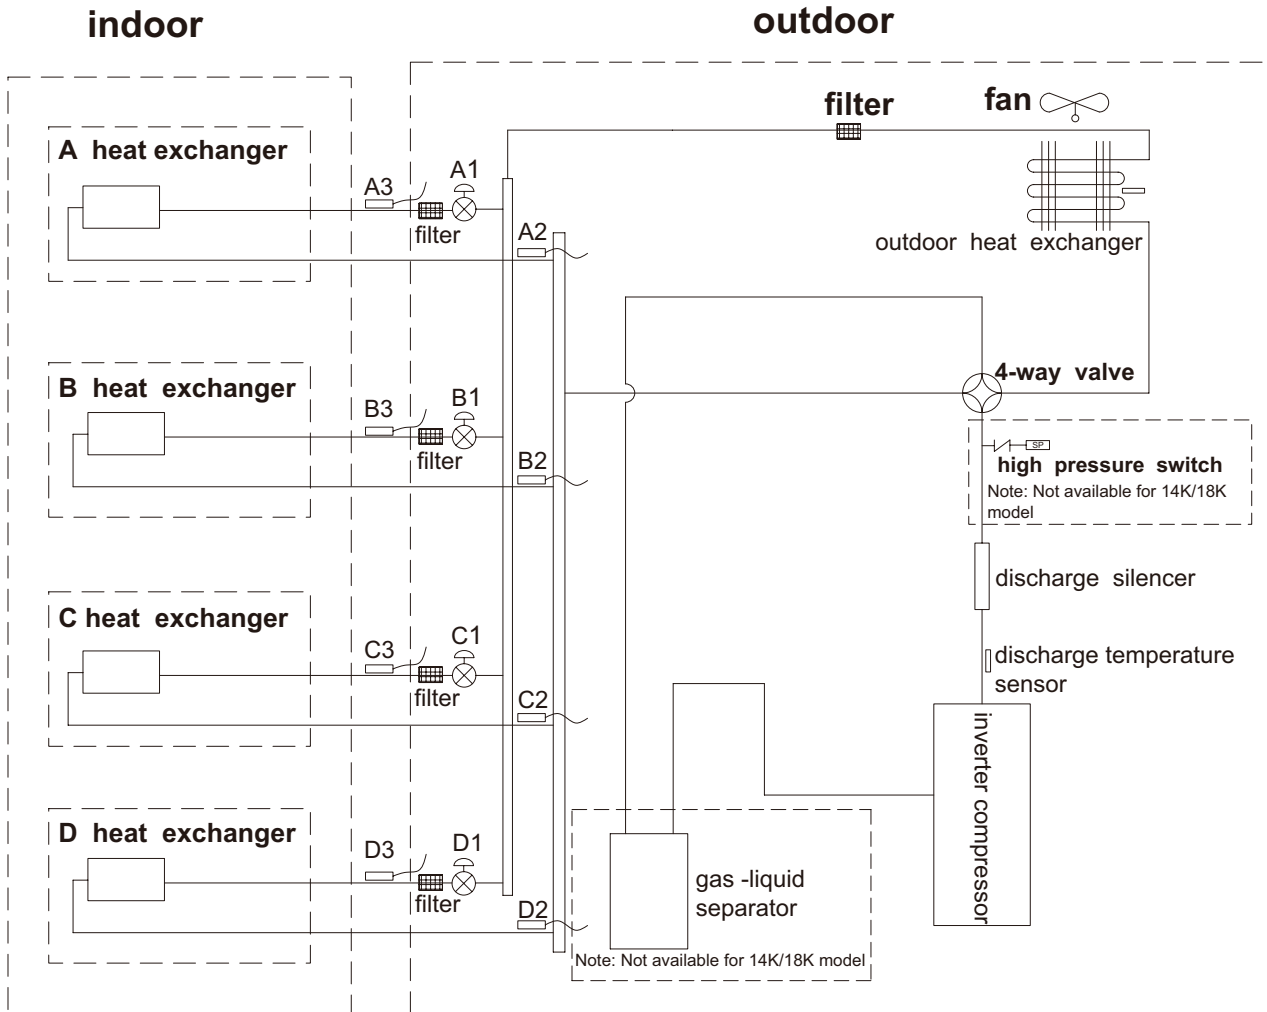 indoor
outdoor
filter
fan
A heat exchanger
A3
A1
filter
A2
outdoor heat exchanger
B heat exchanger
4-way valve
B3
B1
filter
B2
SP
high pressure switch
Note: Not available for 14K/18K
model
discharge silencer
C heat exchanger
C3
C1
filter
C2
discharge temperature
sensor
inverter compressor
D heat exchanger
D3
D1
filter
D2
gas -liquid
separator
Note: Not available for 14K/18K model